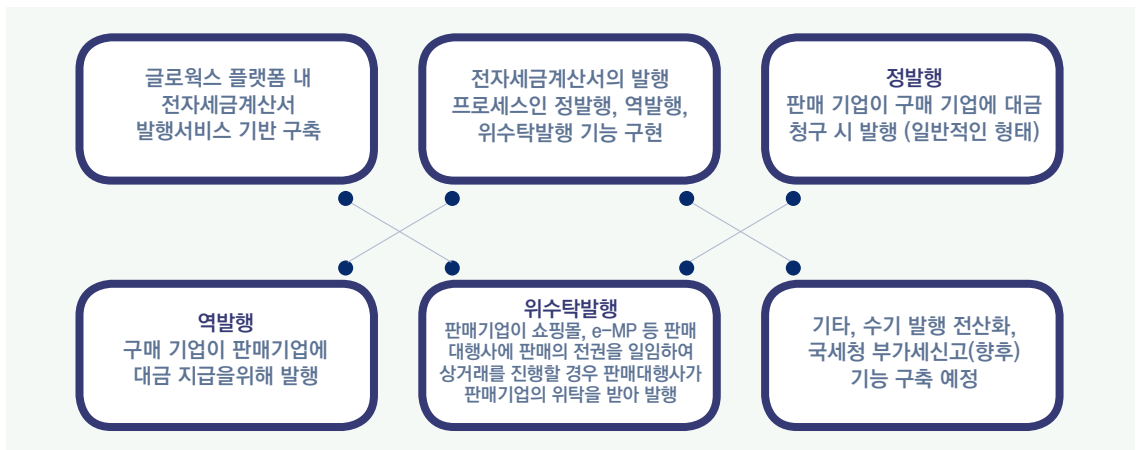 글로웍스 플랫폼 내
전자세금계산서
발행서비스 기반 구축
전자세금계산서의 발행
프로세스인 정발행, 역발행,
위수탁발행 기능 구현
정발행
판매 기업이 구매 기업에 대금
청구 시 발행 (일반적인 형태)
역발행
구매 기업이 판매기업에
대금 지급을위해 발행
위수탁발행
판매기업이 쇼핑몰, e-MP 등 판매
대행사에 판매의 전권을 일임하여
상거래를 진행할 경우 판매대행사가
판매기업의 위탁을 받아 발행
기타, 수기 발행 전산화,
국세청 부가세신고(향후)
기능 구축 예정